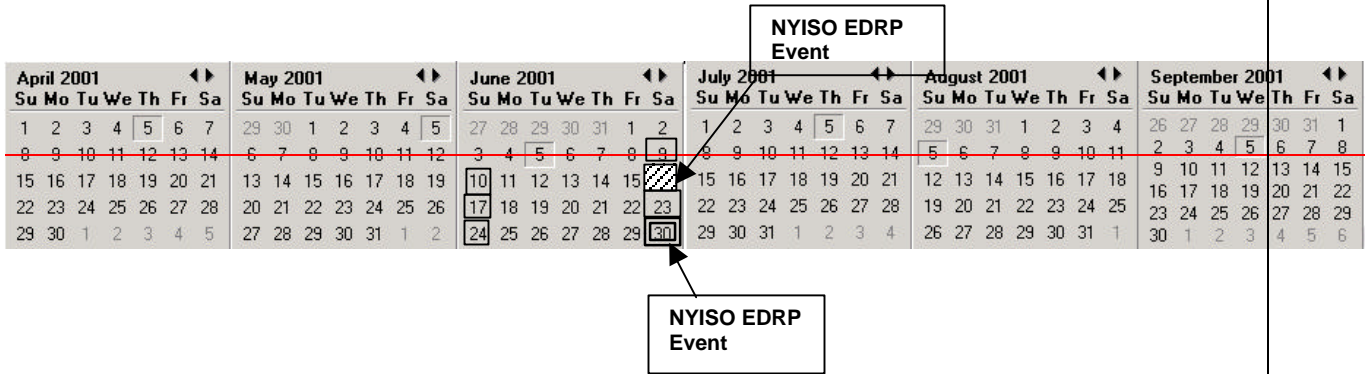 NYISO EDRP
Event
April 2001
Su Mo Tu We Th Fr Sa
1 2 3 4 5 6 7
8 9 10 11 12 13 14
15 16 17 18 19 20 21
22 23 24 25 26 27 28
29 30 1 2 3 4 5
May 2001
Su Mo Tu We Th Fr Sa
29 30 1 2 3 4 5
6 7 8 9 10 11 12
13 14 15 16 17 18 19
20 21 22 23 24 25 26
27 28 29 30 31 1 2
June 2001
Su Mo Tu We Th Fr Sa
27 28 29 30 31 1 2
3 4 5 6 7 8 9
10 11 12 13 14 15
17 18 19 20 21 22 23
24 25 26 27 28 29 30
July 2001
Su Mo Tu We Th Fr Sa
1 2 3 4 5 6 7
8 9 10 11 12 13 14
15 16 17 18 19 20 21
22 23 24 25 26 27 28
29 30 31 1 2 3 4
August 2001
Su Mo Tu We Th Fr Sa
29 30 31 1 2 3 4
5 6 7 8 9 10 11
12 13 14 15 16 17 18
19 20 21 22 23 24 25
26 27 28 29 30 31 1
September 2001
Su Mo Tu We Th Fr Sa
26 27 28 29 30 31 1
2 3 4 5 6 7 8
9 10 11 12 13 14 15
16 17 18 19 20 21 22
23 24 25 26 27 28 29
30 1 2 3 4 5 6
NYISO EDRP
Event